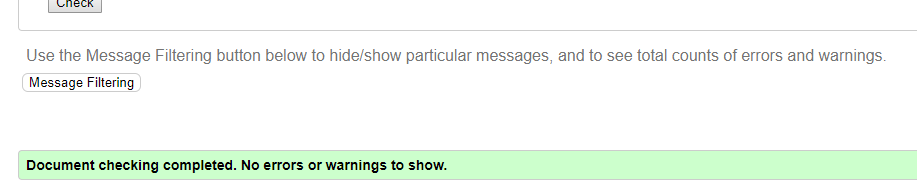 Check
Use the Message Filtering button below to hide/show particular messages, and to see total counts of errors and warnings.
Message Filtering
Document checking completed. No errors or warnings to show.